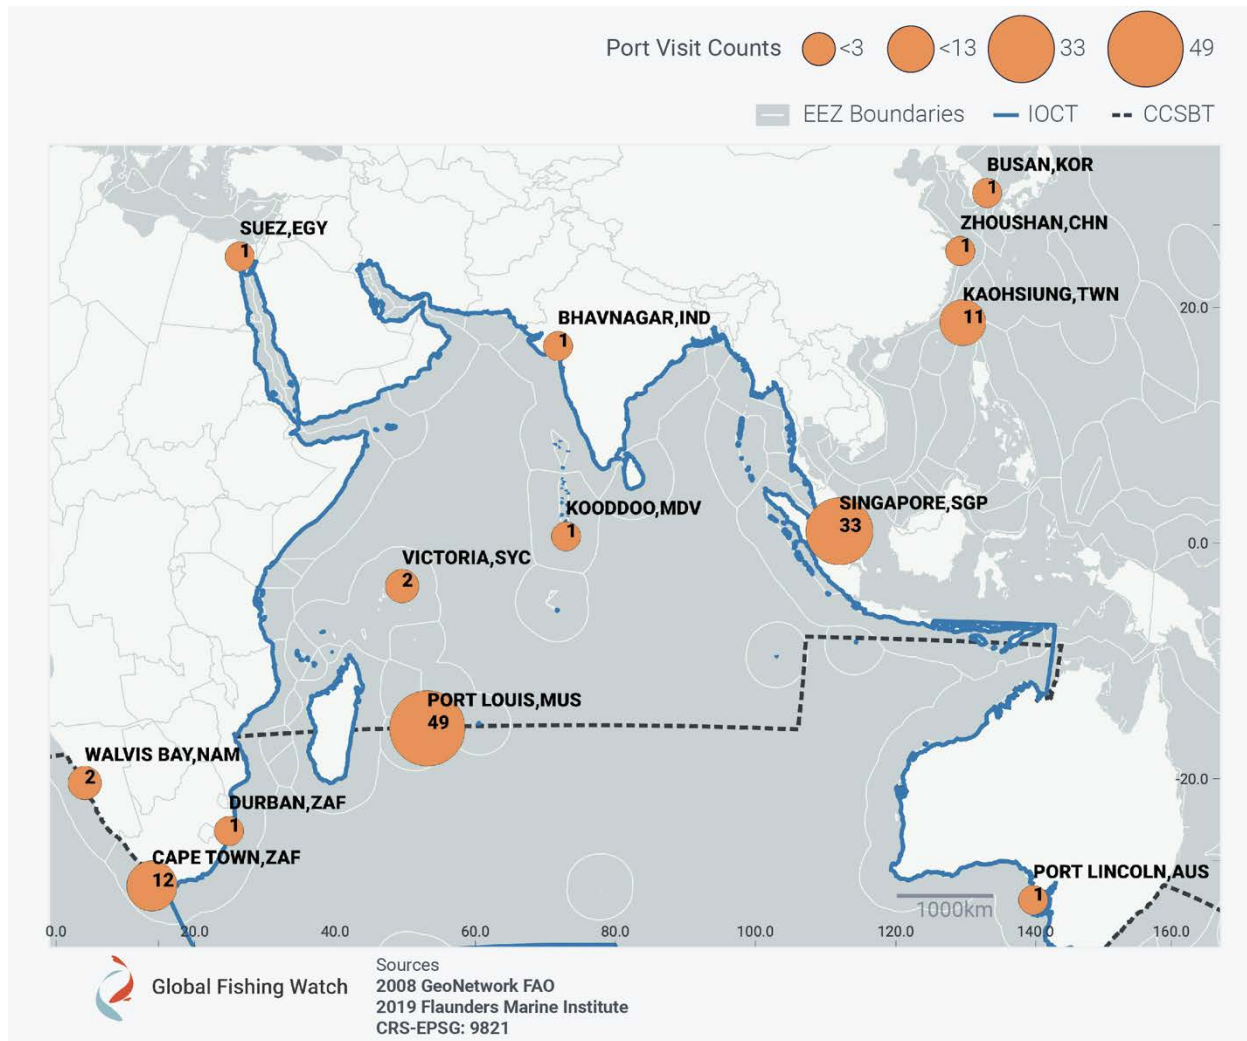 Port Visit Counts <3 <13 33 49
EEZ Boundaries IOCT CCSBT
BUSAN,KOR
1
ZHOUSHAN,CHN
1
SUEZ,EGY
1
KAOHSIUNG,TWN
11
20.0
BHAVNAGAR,IND
1
SINGAPORE,SGP
33
KOODDOO,MDV
1
0.0
VICTORIA,SYC
2
PORT LOUIS,MUS
49
WALVIS BAY,NAM
2
-20.0
DURBAN,ZAF
1
CAPE TOWN,ZAF
12
PORT LINCOLN,AUS
1
1000km
0.0 20.0 40.0 60.0 80.0 100.0 120.0 140.0 160.0
Global Fishing Watch
Sources
2008 GeoNetwork FAO
2019 Flaunders Marine Institute
CRS-EPSG: 9821